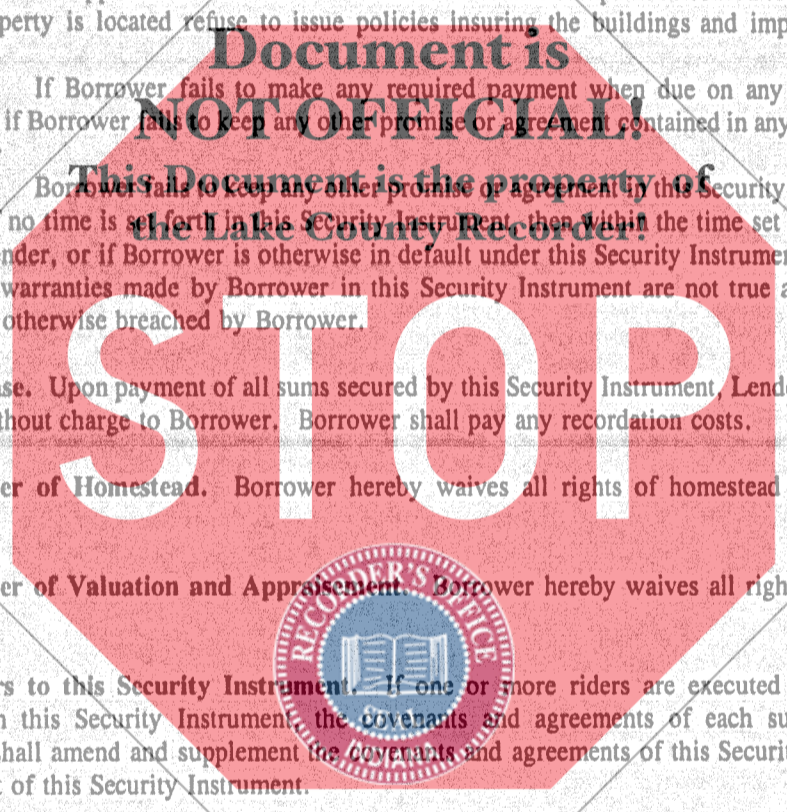 perty is located refuse to issue policies insuring the buildings and imp
Document is
If Borrower fails to make any required payment when due on any
NOT OFFICIAL!
if Borrower fails to keep any other promise or agreement contained in any
This Document is the property of
Borrower fails to keep any other promise or agreement in this Security
no time is set forth in this Security Instrument, then within the time set
the Lake County Recorder!
nder, or if Borrower is otherwise in default under this Security Instrumen
warranties made by Borrower in this Security Instrument are not true a
otherwise breached by Borrower.
STOP
ase. Upon payment of all sums secured by this Security Instrument, Lend
thout charge to Borrower. Borrower shall pay any recordation costs.
er of Homestead. Borrower hereby waives all rights of homestead
er of Valuation and Appraisement. Borrower hereby waives all righ
RECORDER'S OFFICE
rs to this Security Instrument. If one or more riders are executed
n this Security Instrument, the covenants and agreements of each su
shall amend and supplement the covenants and agreements of this Securit
t of this Security Instrument.